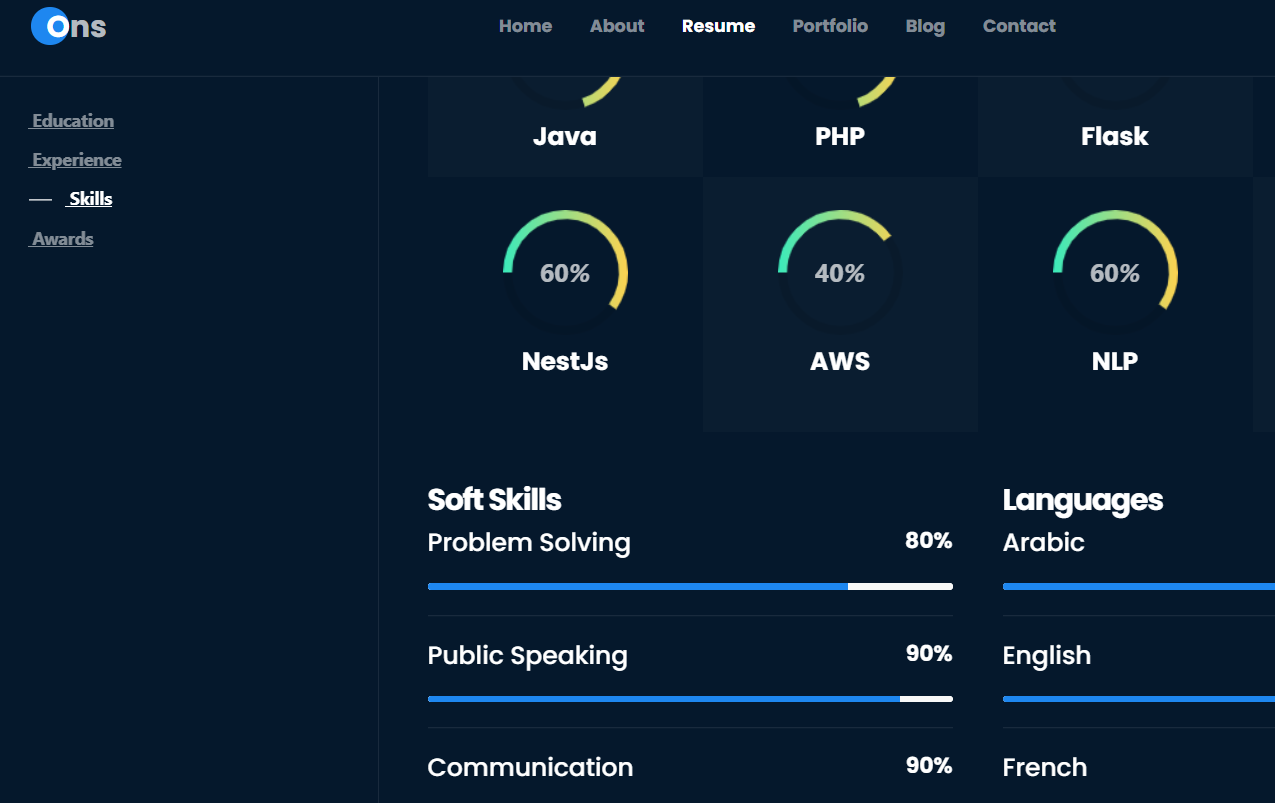 Ons
Home About Resume Portfolio Blog Contact
Education
Experience
Skills
Awards
Java PHP Flask
60% 40% 60%
NestJs AWS NLP
Soft Skills
Problem Solving 80%
Public Speaking 90%
Communication 90%
Languages
Arabic
English
French